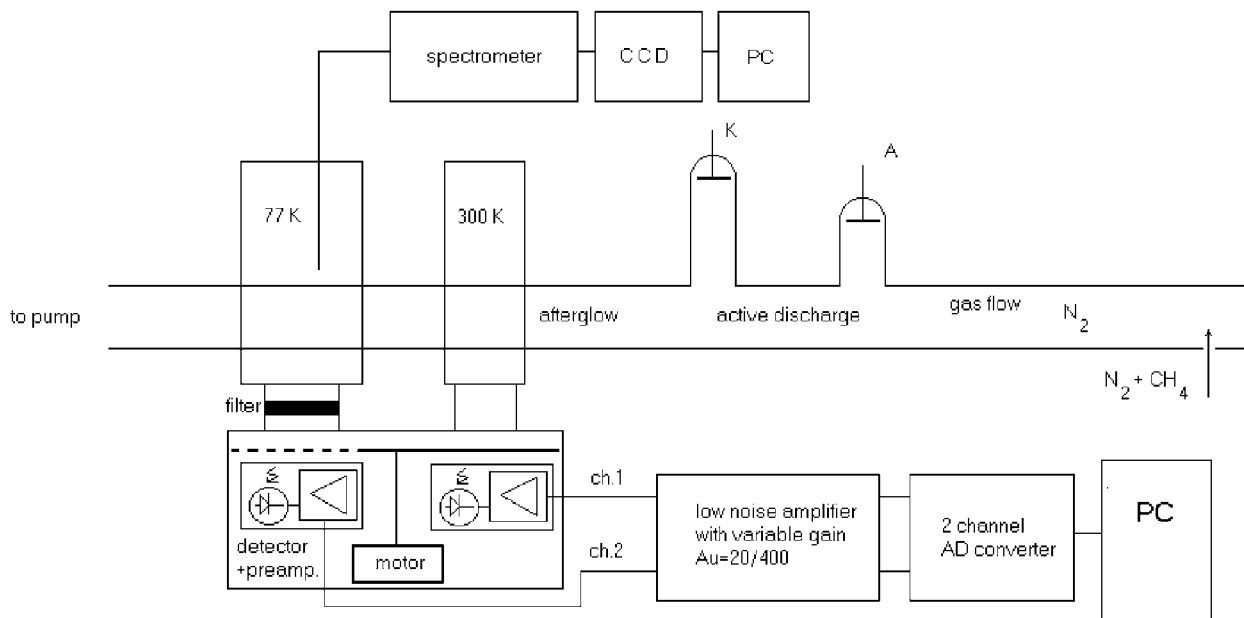 spectrometer
C C D
PC
K
A
77 K
300 K
to pump
afterglow
active discharge
gas flow
N2
N2 + CH4
filter
ch.1
ch.2
detector
+preamp.
motor
low noise amplifier
with variable gain
Au=20/400
2 channel
AD converter
PC